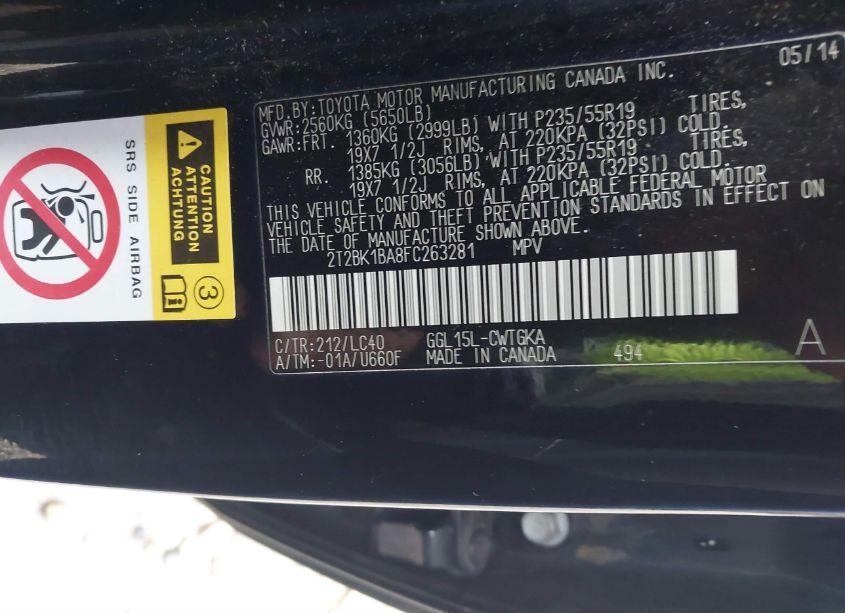 05/14
MFD.BY:TOYOTA MOTOR MANUFACTURING CANADA INC.
GVWR:2560KG (5650LB)
GAWR:FRT. 1360KG (2999LB) WITH P235/55R19 TIRES,
19X7 1/2J RIMS, AT 220KPA (32PSI) COLD.
RR. 1385KG (3056LB) WITH P235/55R19 TIRES,
19X7 1/2J RIMS, AT 220KPA (32PSI) COLD.
THIS VEHICLE CONFORMS TO ALL APPLICABLE FEDERAL MOTOR
VEHICLE SAFETY AND THEFT PREVENTION STANDARDS IN EFFECT ON
THE DATE OF MANUFACTURE SHOWN ABOVE.
2T2BK1BA8FC263281 MPV
C/TR:212/LC40 GGL15L-CWTGKA
A/TM:-01A/U660F MADE IN CANADA 494 A
CAUTION
ATTENTION
ACHTUNG
SRS SIDE AIRBAG
3